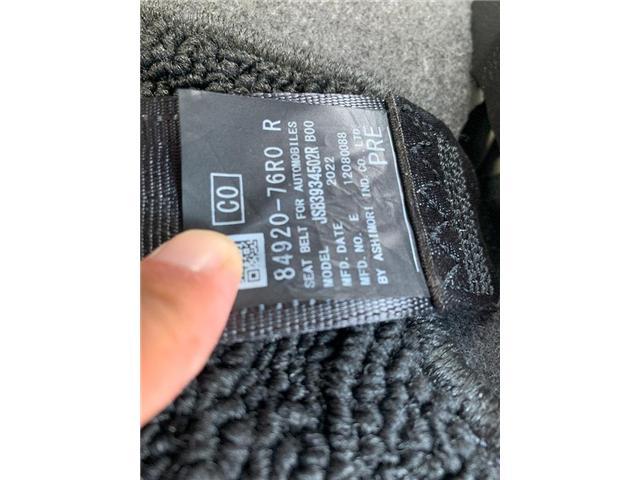 CO
84920-76R0 R
SEAT BELT FOR AUTOMOBILES
MODEL JSB3934502R B00
MFD. DATE 2022
MFD. NO. E 12080088
BY ASHIMORI IND. CO. LTD.
PRE